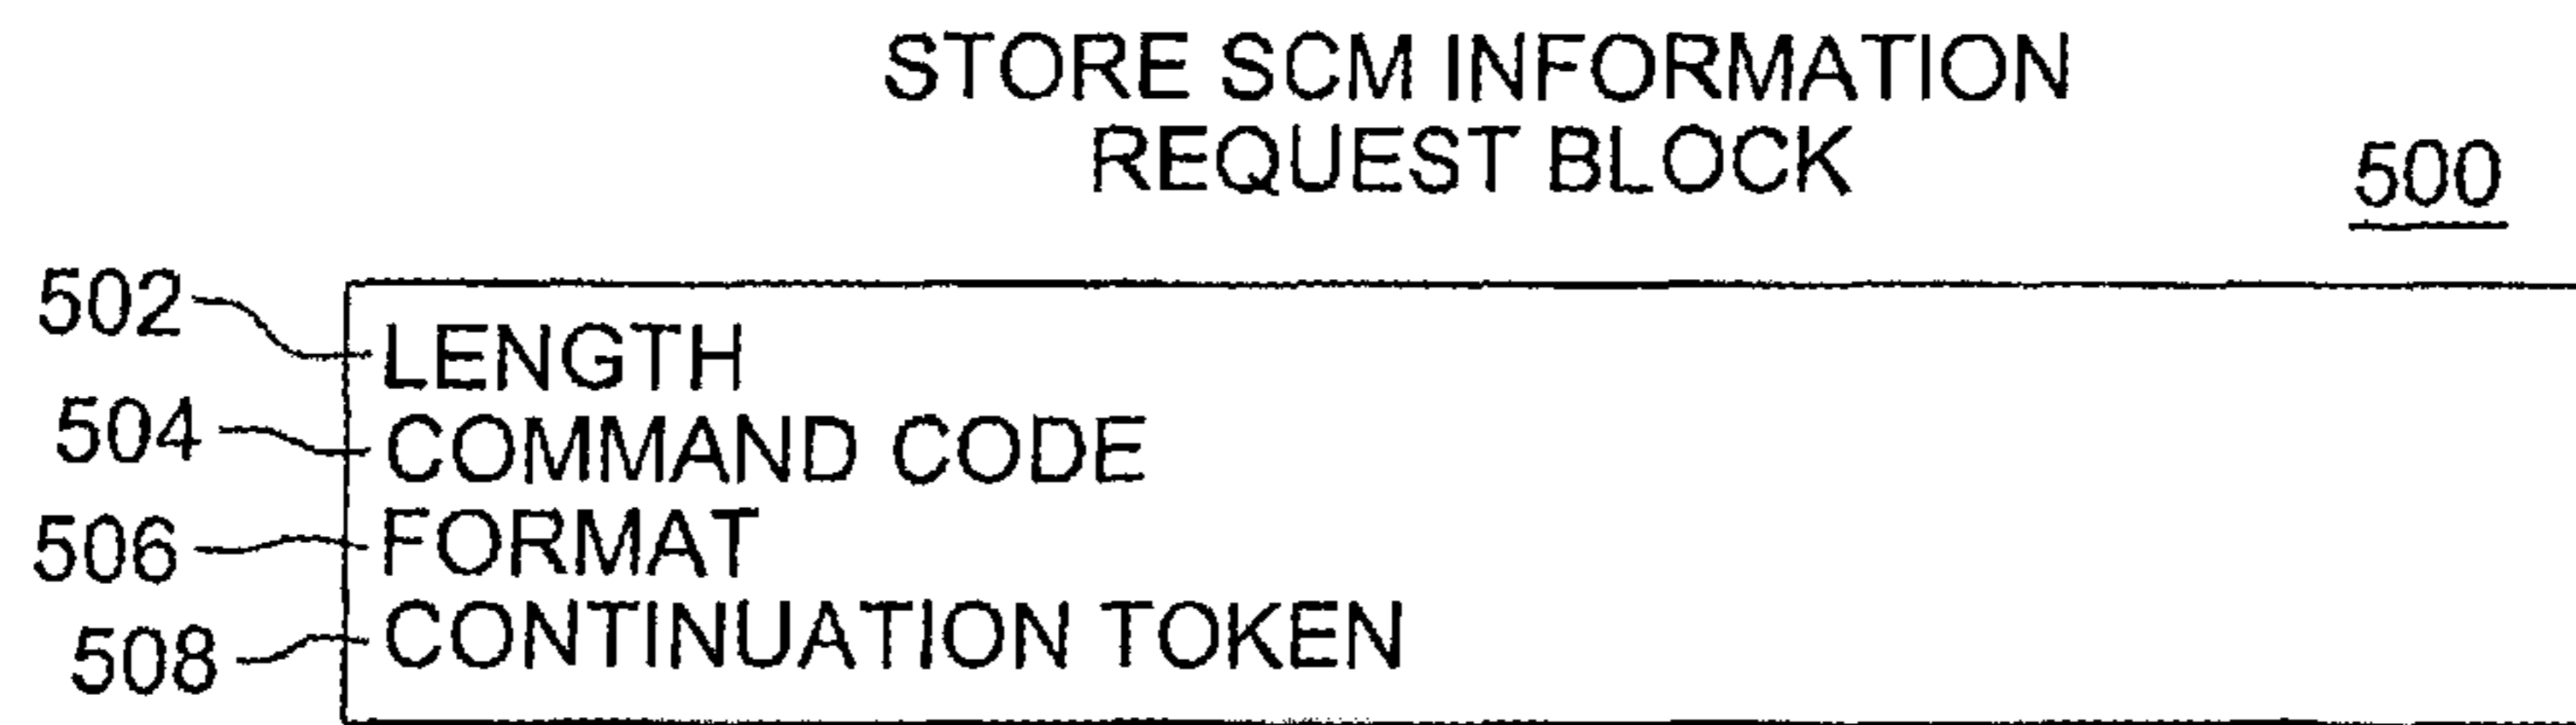 STORE SCM INFORMATION
REQUEST BLOCK
500
502 LENGTH
504 COMMAND CODE
506 FORMAT
508 CONTINUATION TOKEN